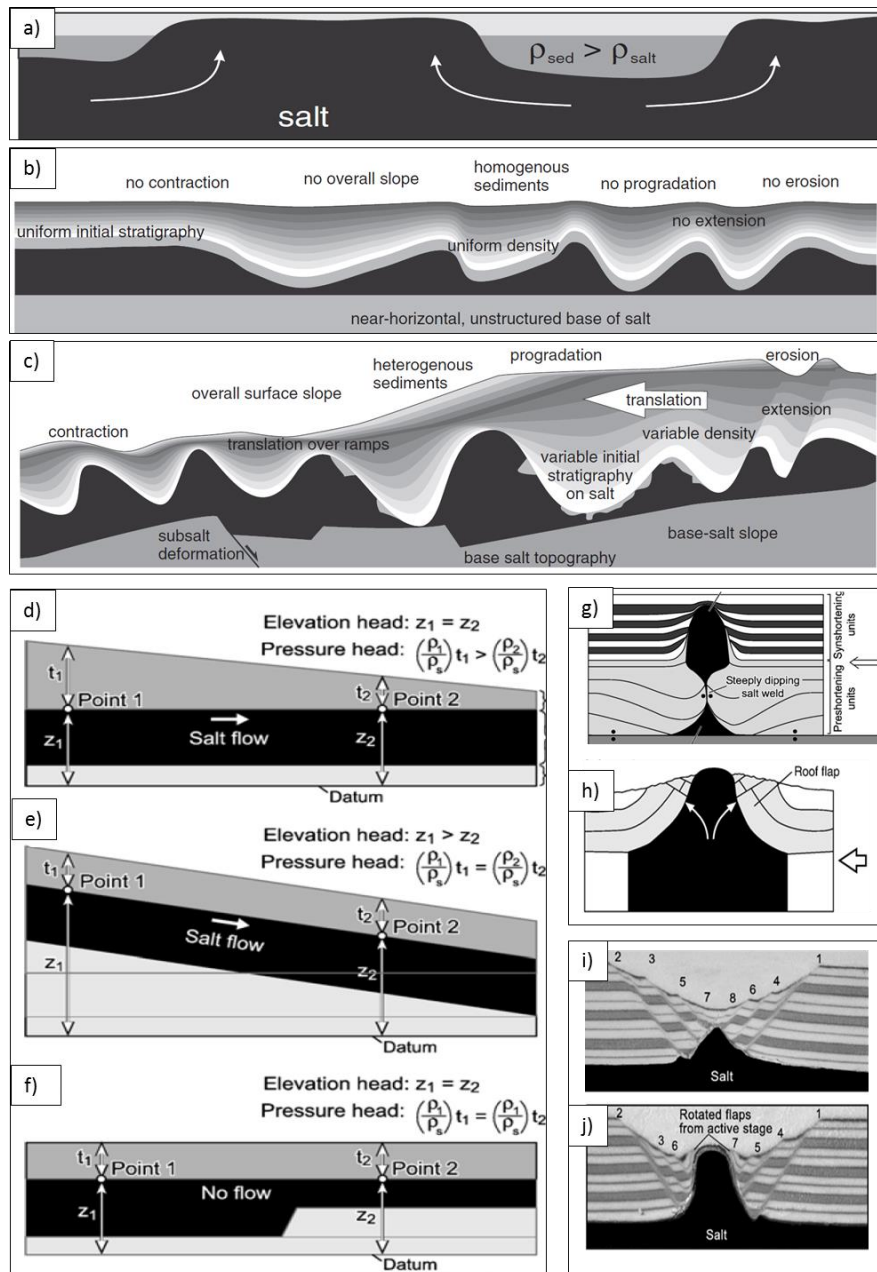 a)
ρsed > ρsalt
salt
b)
no contraction
no overall slope
homogenous
sediments
no progradation
no erosion
uniform initial stratigraphy
uniform density
no extension
near-horizontal, unstructured base of salt
c)
contraction
overall surface slope
heterogenous
sediments
progradation
erosion
translation over ramps
translation
extension
variable density
variable initial
stratigraphy
on salt
subsalt
deformation
base salt topography
base-salt slope
d)
Elevation head: z1 = z2
Pressure head: (ρ1/ρs) t1 > (ρ2/ρs) t2
t1
Point 1
t2
Point 2
z1
Salt flow
z2
Datum
e)
Elevation head: z1 > z2
Pressure head: (ρ1/ρs) t1 = (ρ2/ρs) t2
t1
Point 1
t2
Point 2
Salt flow
z1
z2
Datum
f)
Elevation head: z1 = z2
Pressure head: (ρ1/ρs) t1 = (ρ1/ρs) t2
t1
Point 1
t2
Point 2
No flow
z1
z2
Datum
g)
Steeply dipping
salt weld
Synshortening
units
Preshortening
units
h)
Roof flap
i)
2 3 5 7 8 6 4 1
Salt
j)
Rotated flaps
from active stage
2 3 6 7 5 4 1
Salt